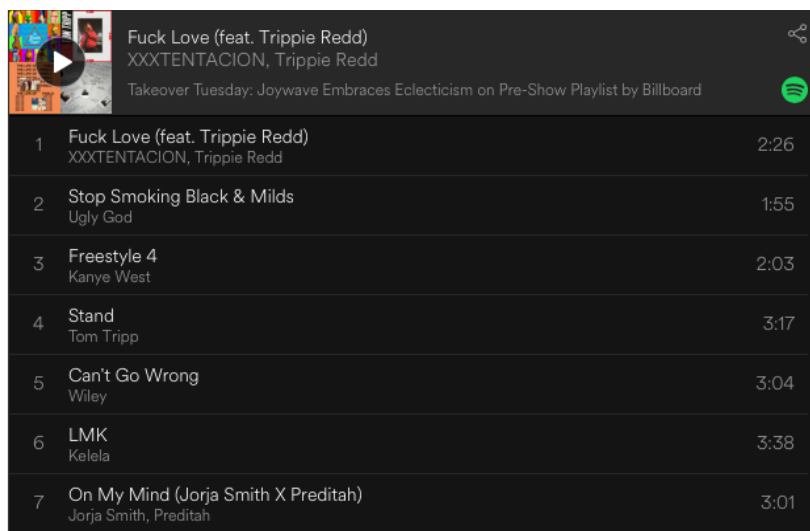 Fuck Love (feat. Trippie Redd)
XXXTENTACION, Trippie Redd
Takeover Tuesday: Joywave Embraces Eclecticism on Pre-Show Playlist by Billboard
1 Fuck Love (feat. Trippie Redd) 2:26
XXXTENTACION, Trippie Redd
2 Stop Smoking Black & Milds 1:55
Ugly God
3 Freestyle 4 2:03
Kanye West
4 Stand 3:17
Tom Tripp
5 Can't Go Wrong 3:04
Wiley
6 LMK 3:38
Kelela
7 On My Mind (Jorja Smith X Preditah) 3:01
Jorja Smith, Preditah